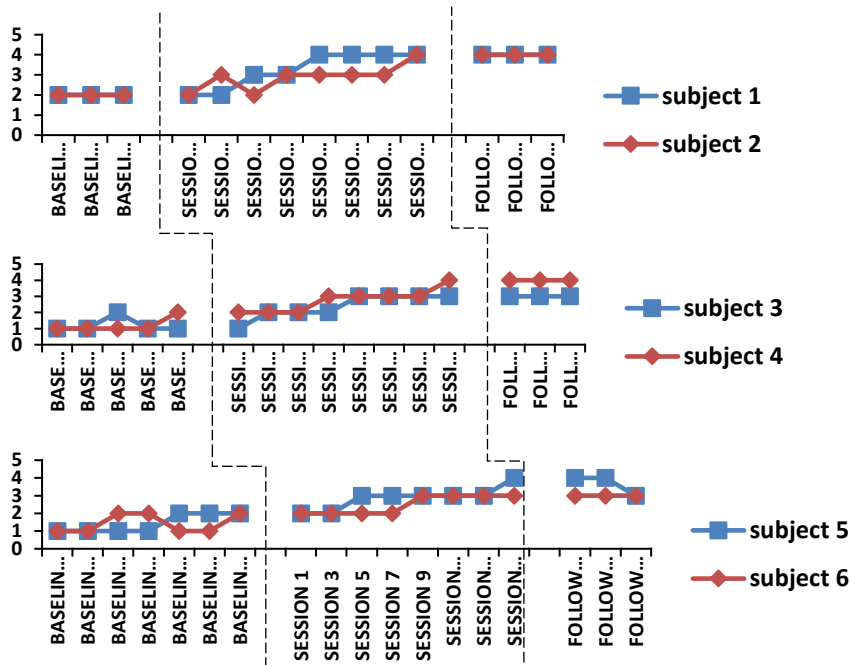 5
4
3
2
1
0
BASELI...
BASELI...
BASELI...
SESSIO...
SESSIO...
SESSIO...
SESSIO...
SESSIO...
SESSIO...
SESSIO...
SESSIO...
FOLLO...
FOLLO...
FOLLO...
subject 1
subject 2
5
4
3
2
1
0
BASE...
BASE...
BASE...
BASE...
BASE...
SESSI...
SESSI...
SESSI...
SESSI...
SESSI...
SESSI...
SESSI...
SESSI...
FOLL...
FOLL...
FOLL...
subject 3
subject 4
5
4
3
2
1
0
BASELIN...
BASELIN...
BASELIN...
BASELIN...
BASELIN...
BASELIN...
BASELIN...
SESSION 1
SESSION 3
SESSION 5
SESSION 7
SESSION 9
SESSION...
SESSION...
SESSION...
FOLLOW...
FOLLOW...
FOLLOW...
subject 5
subject 6